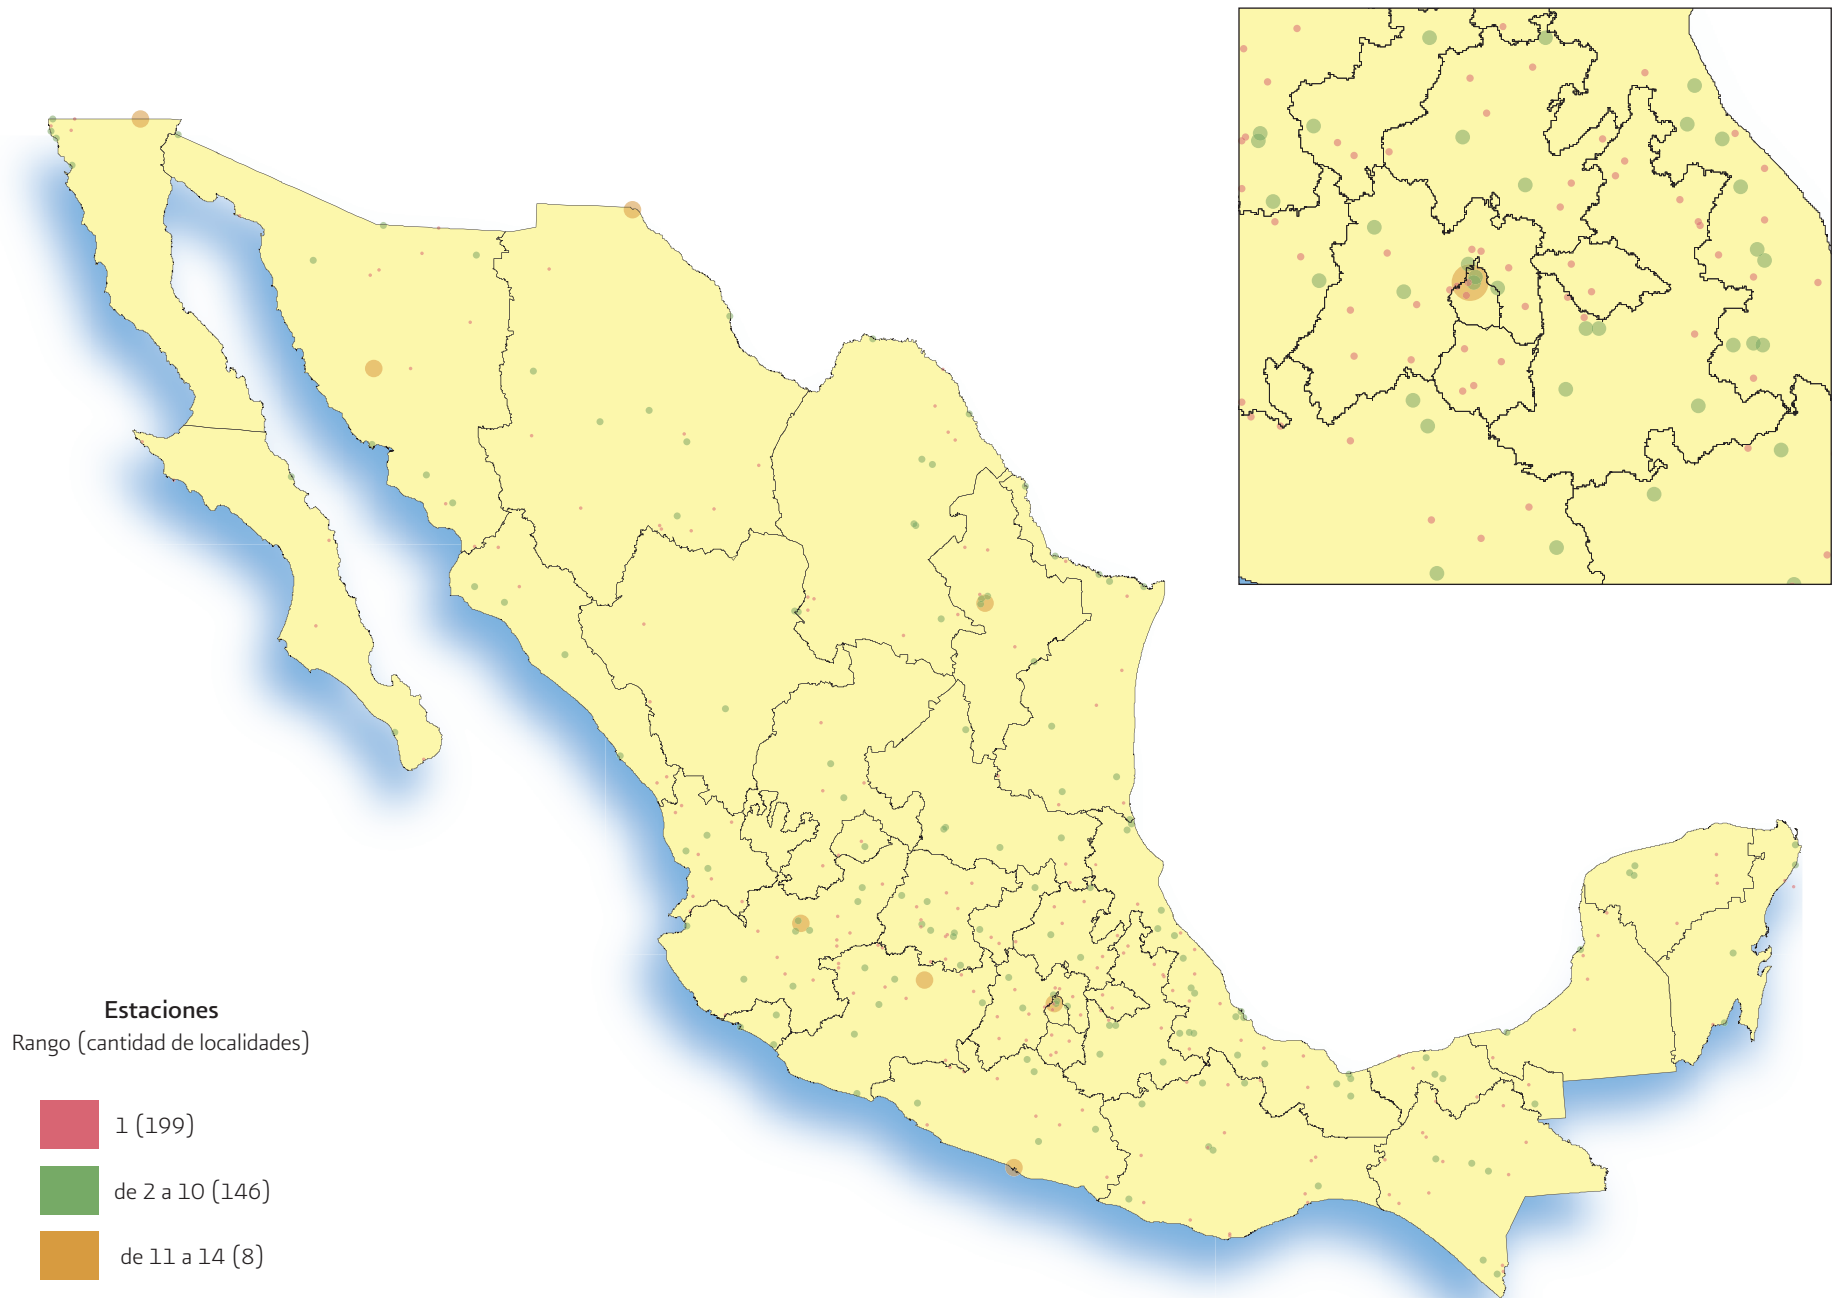 Estaciones
Rango (cantidad de localidades)
1 (199)
de 2 a 10 (146)
de 11 a 14 (8)